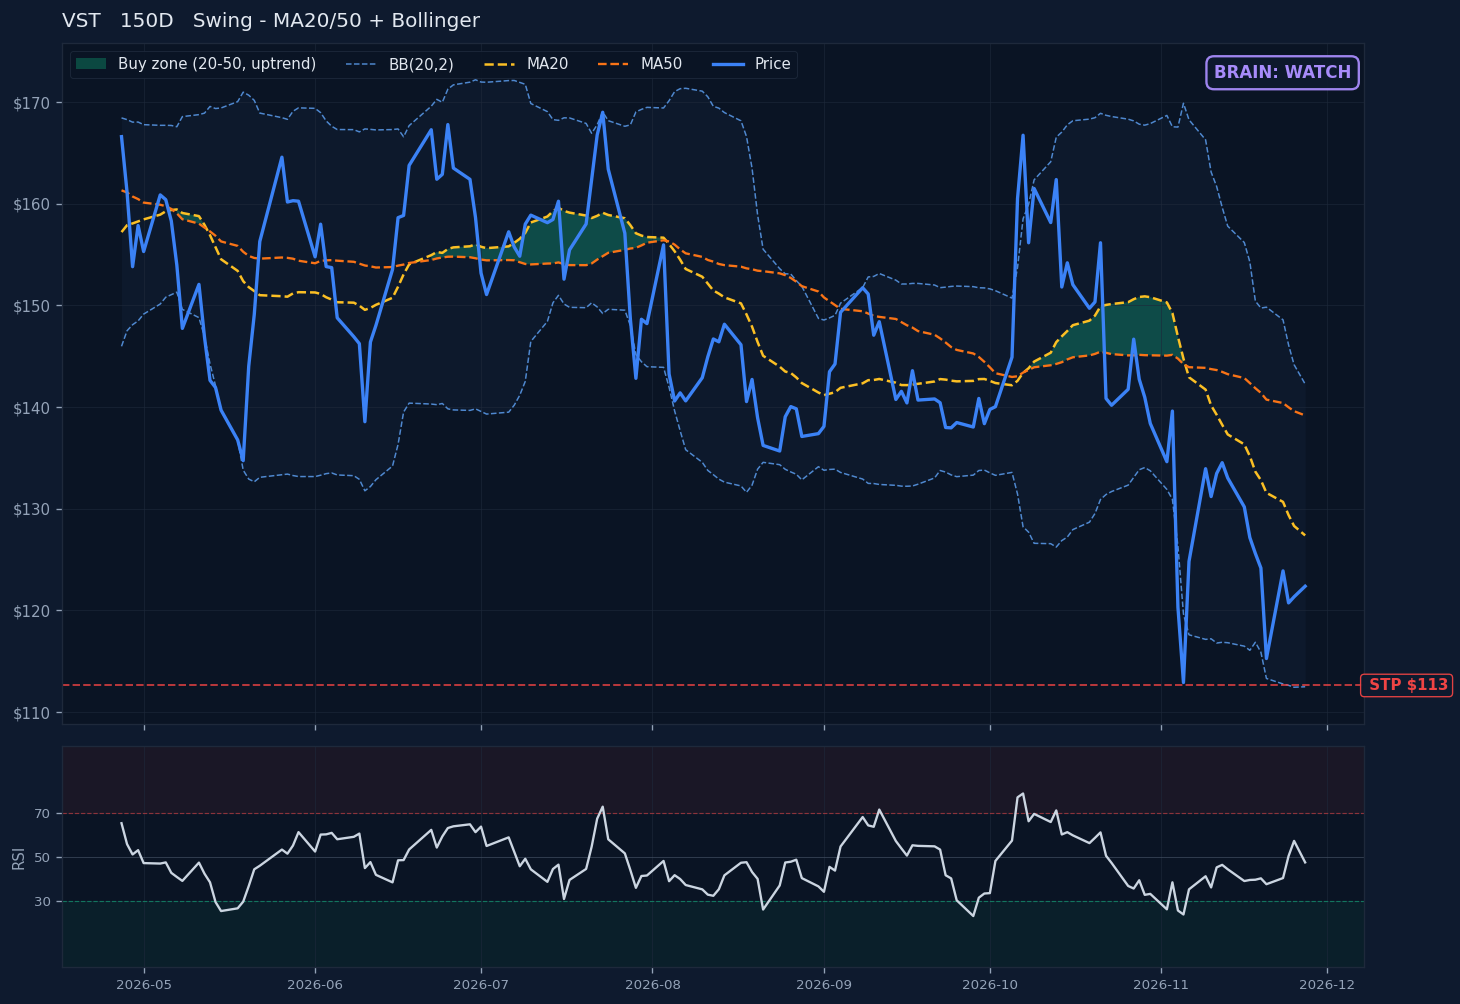 VST   150D   Swing - MA20/50 + Bollinger
Buy zone (20-50, uptrend)   BB(20,2)   MA20   MA50   Price
BRAIN: WATCH
$170
$160
$150
$140
$130
$120
$110
STP $113
RSI
70
50
30
2026-05   2026-06   2026-07   2026-08   2026-09   2026-10   2026-11   2026-12